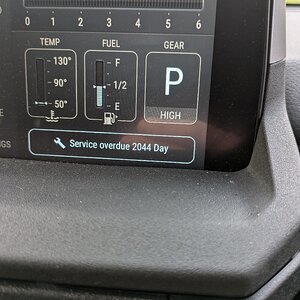 0 1 2 3 4 5 6
TEMP FUEL GEAR
130° F
90° 1/2 P
50° E
HIGH
Service overdue 2044 Day